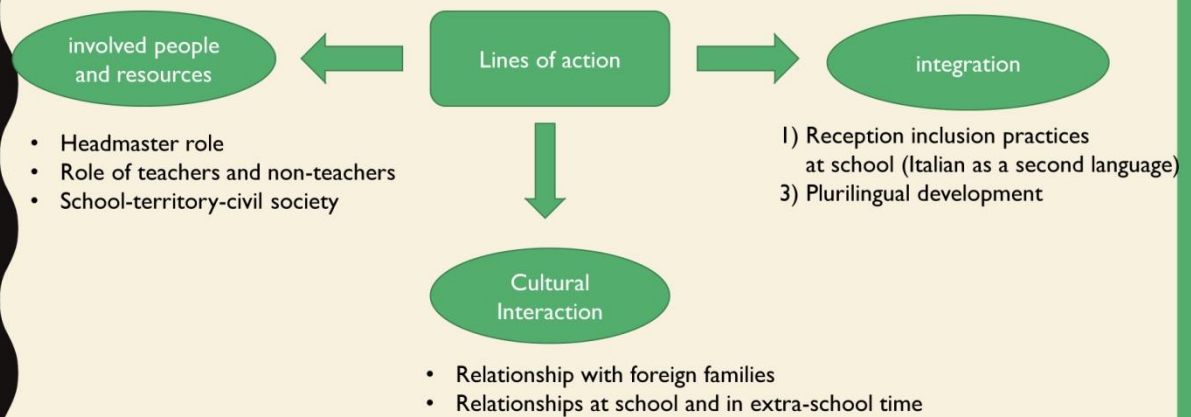 involved people
and resources
Lines of action
integration
• Headmaster role
• Role of teachers and non-teachers
• School-territory-civil society
1) Reception inclusion practices
at school (Italian as a second language)
3) Plurilingual development
Cultural
Interaction
• Relationship with foreign families
• Relationships at school and in extra-school time